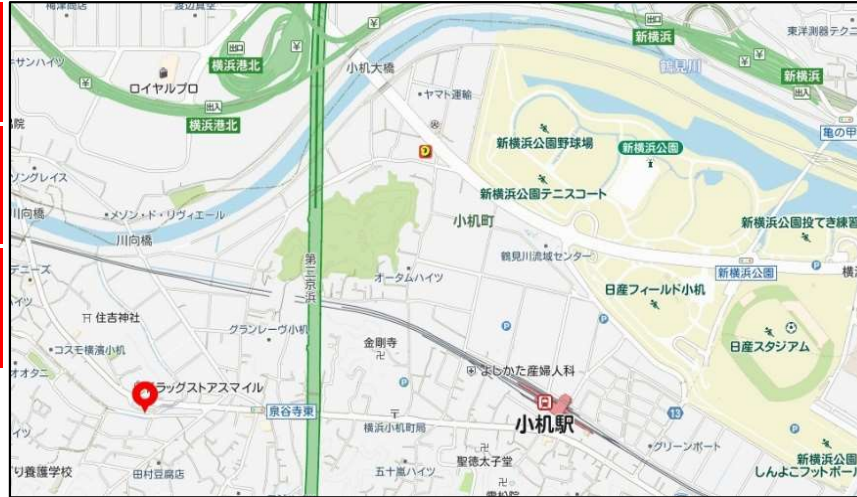 梅津商店
渡辺真空
キサンハイツ
出口
横浜港北
ロイヤルプロ
出入
横浜港北
小机大橋
出口
新横浜
鶴見川
東洋測器テクニ
新横浜
出入
亀の甲
ヤマト運輸
新横浜公園野球場
新横浜公園
新横浜公園テニスコート
ソングレイス
川向橋
メゾン・ド・リヴィエール
川向橋
小机町
新横浜公園投てき練習
鶴見川流域センター
新横浜公園
デニーズ
第三京浜
オータムハイツ
日産フィールド小机
住吉神社
グランレーヴ小机
金剛寺
日産スタジアム
コスモ横濱小机
オオタニ
ラッグストアスマイル
よしかた産婦人科
泉谷寺東
横浜小机町局
小机駅
13
グリーンポート
聖徳太子堂
り養護学校
田村豆腐店
五十嵐ハイツ
雲松院
新横浜公園
しんよこフットボー